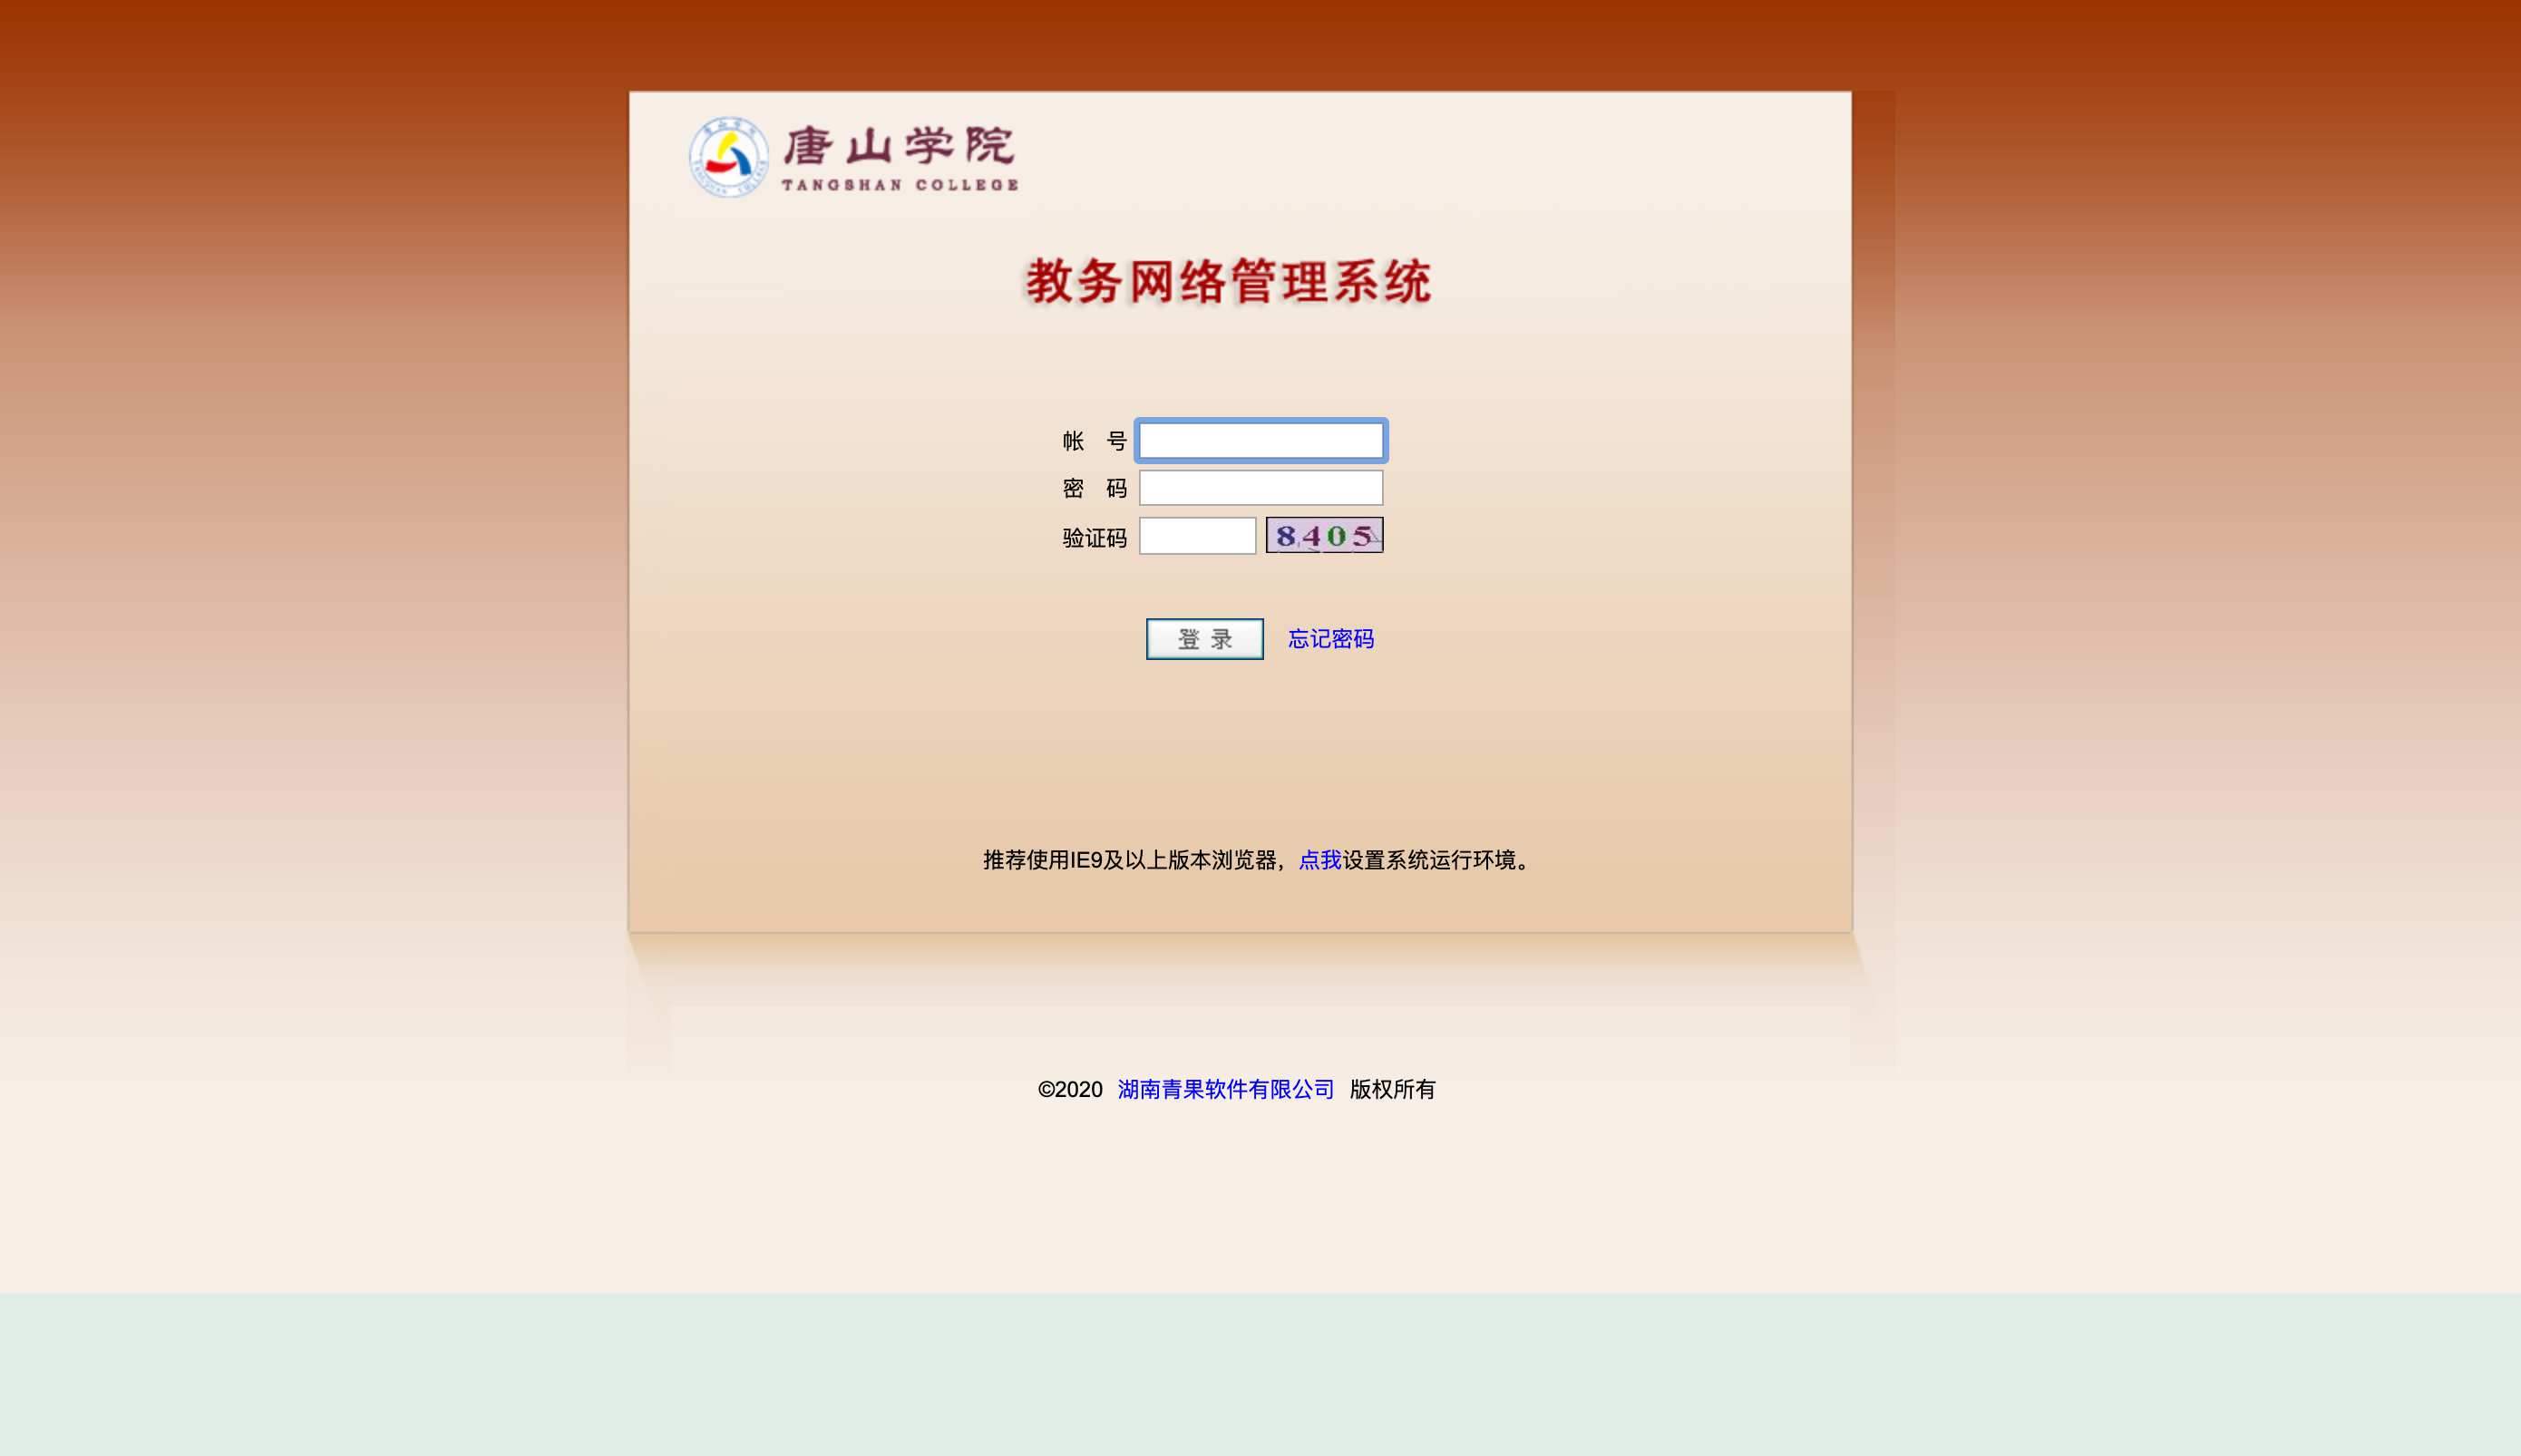 唐山学院
TANGSHAN COLLEGE
教务网络管理系统
帐 号
密 码
验证码 8405
登 录 忘记密码
推荐使用IE9及以上版本浏览器，点我设置系统运行环境。
©2020 湖南青果软件有限公司 版权所有